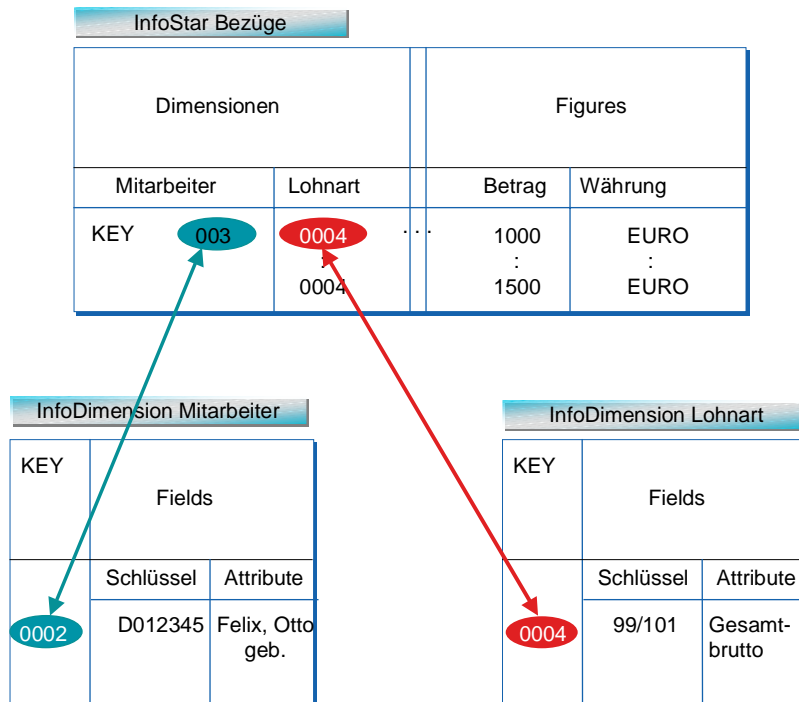 InfoStar Bezüge
Dimensionen Figures
Mitarbeiter Lohnart Betrag Währung
KEY 003 0004 . . . 1000 EURO
: : :
0004 1500 EURO
InfoDimension Mitarbeiter
KEY
Fields
Schlüssel Attribute
0002 D012345 Felix, Otto
geb.
InfoDimension Lohnart
KEY
Fields
Schlüssel Attribute
0004 99/101 Gesamt-
brutto